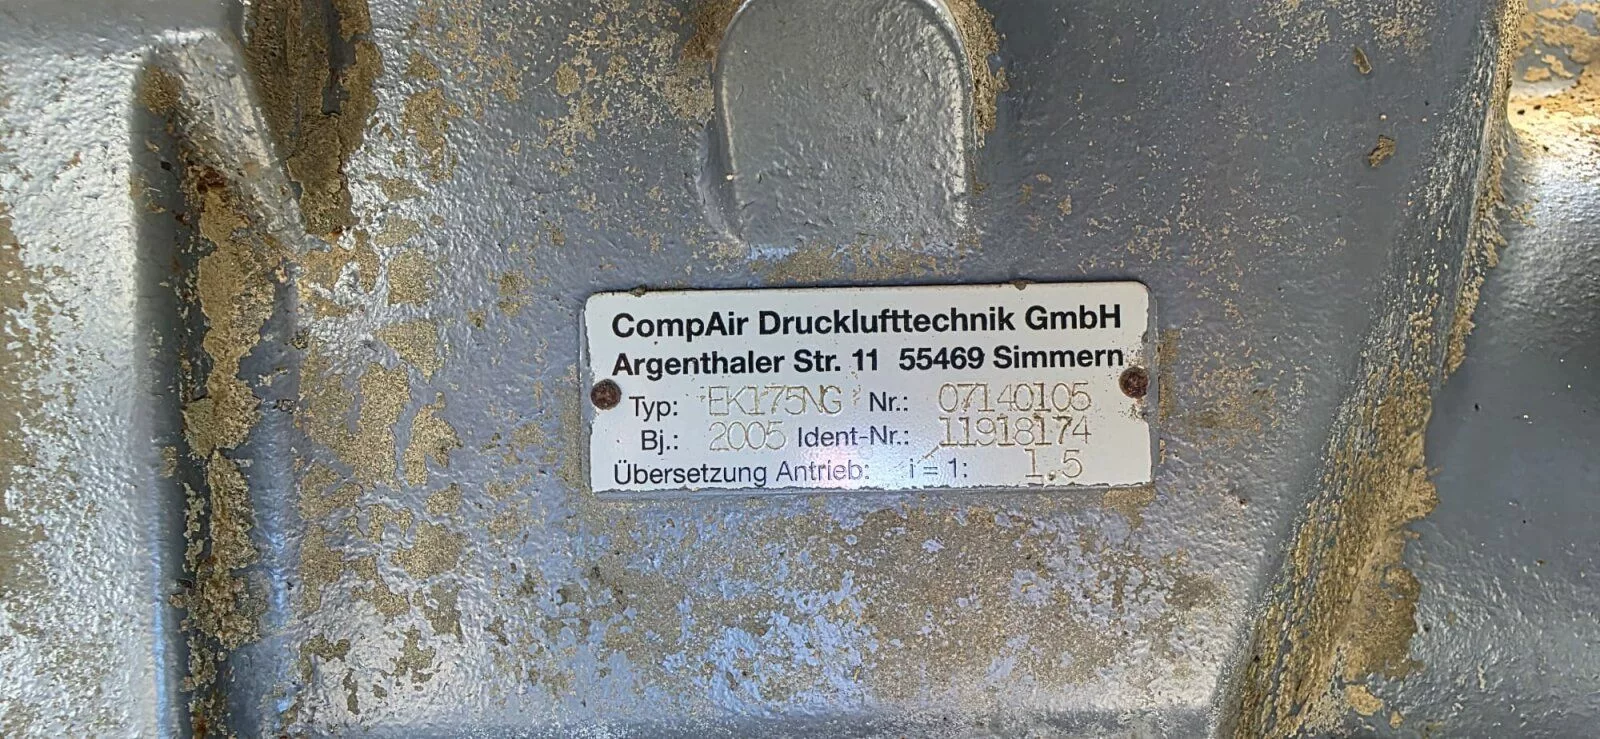 CompAir Drucklufttechnik GmbH
Argenthaler Str. 11 55469 Simmern
Typ: EK175NG Nr.: 07140105
Bj.: 2005 Ident-Nr.: 11918174
Übersetzung Antrieb: i = 1: 1.5